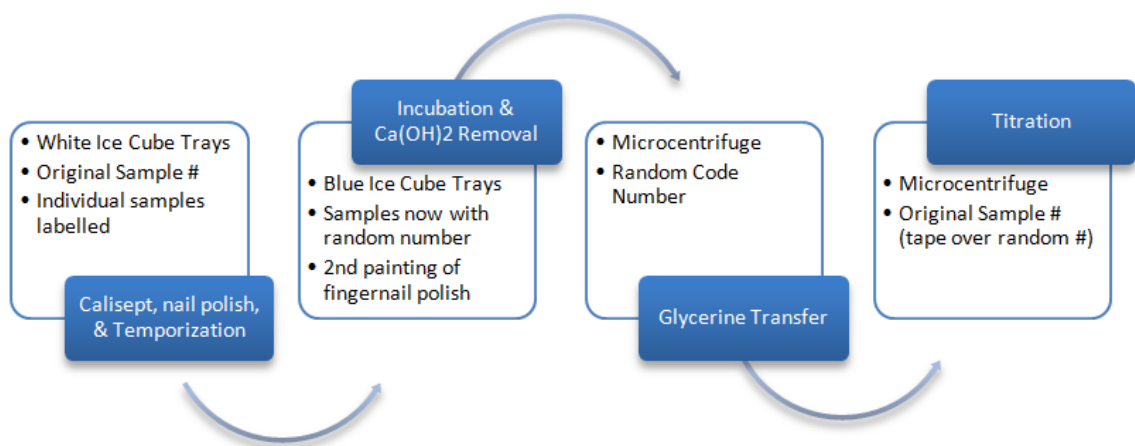 • White Ice Cube Trays
• Original Sample #
• Individual samples
labelled
Calisept, nail polish,
& Temporization
Incubation &
Ca(OH)2 Removal
• Blue Ice Cube Trays
• Samples now with
random number
• 2nd painting of
fingernail polish
• Microcentrifuge
• Random Code
Number
Glycerine Transfer
Titration
• Microcentrifuge
• Original Sample #
(tape over random #)